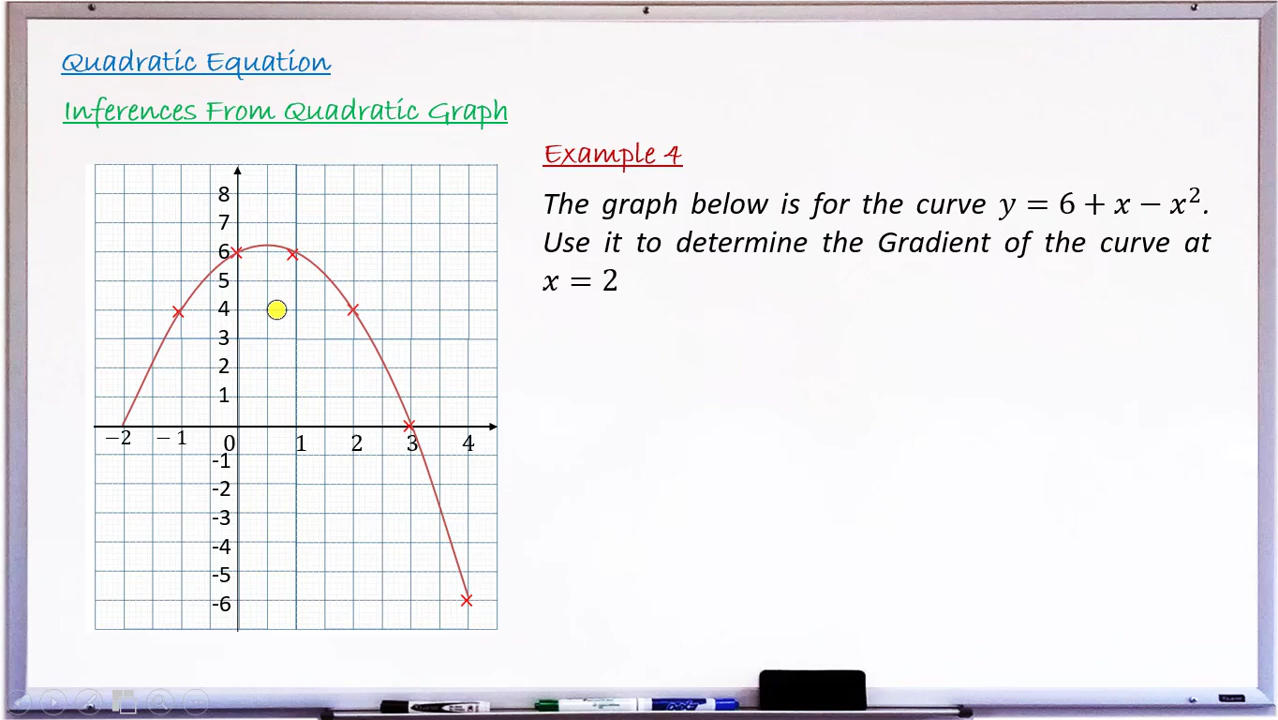 Quadratic Equation
Inferences From Quadratic Graph
Example 4
The graph below is for the curve y = 6 + x − x².
Use it to determine the Gradient of the curve at
x = 2
8
7
6
5
4
3
2
1
−2 −1 0 1 2 3 4
-1
-2
-3
-4
-5
-6